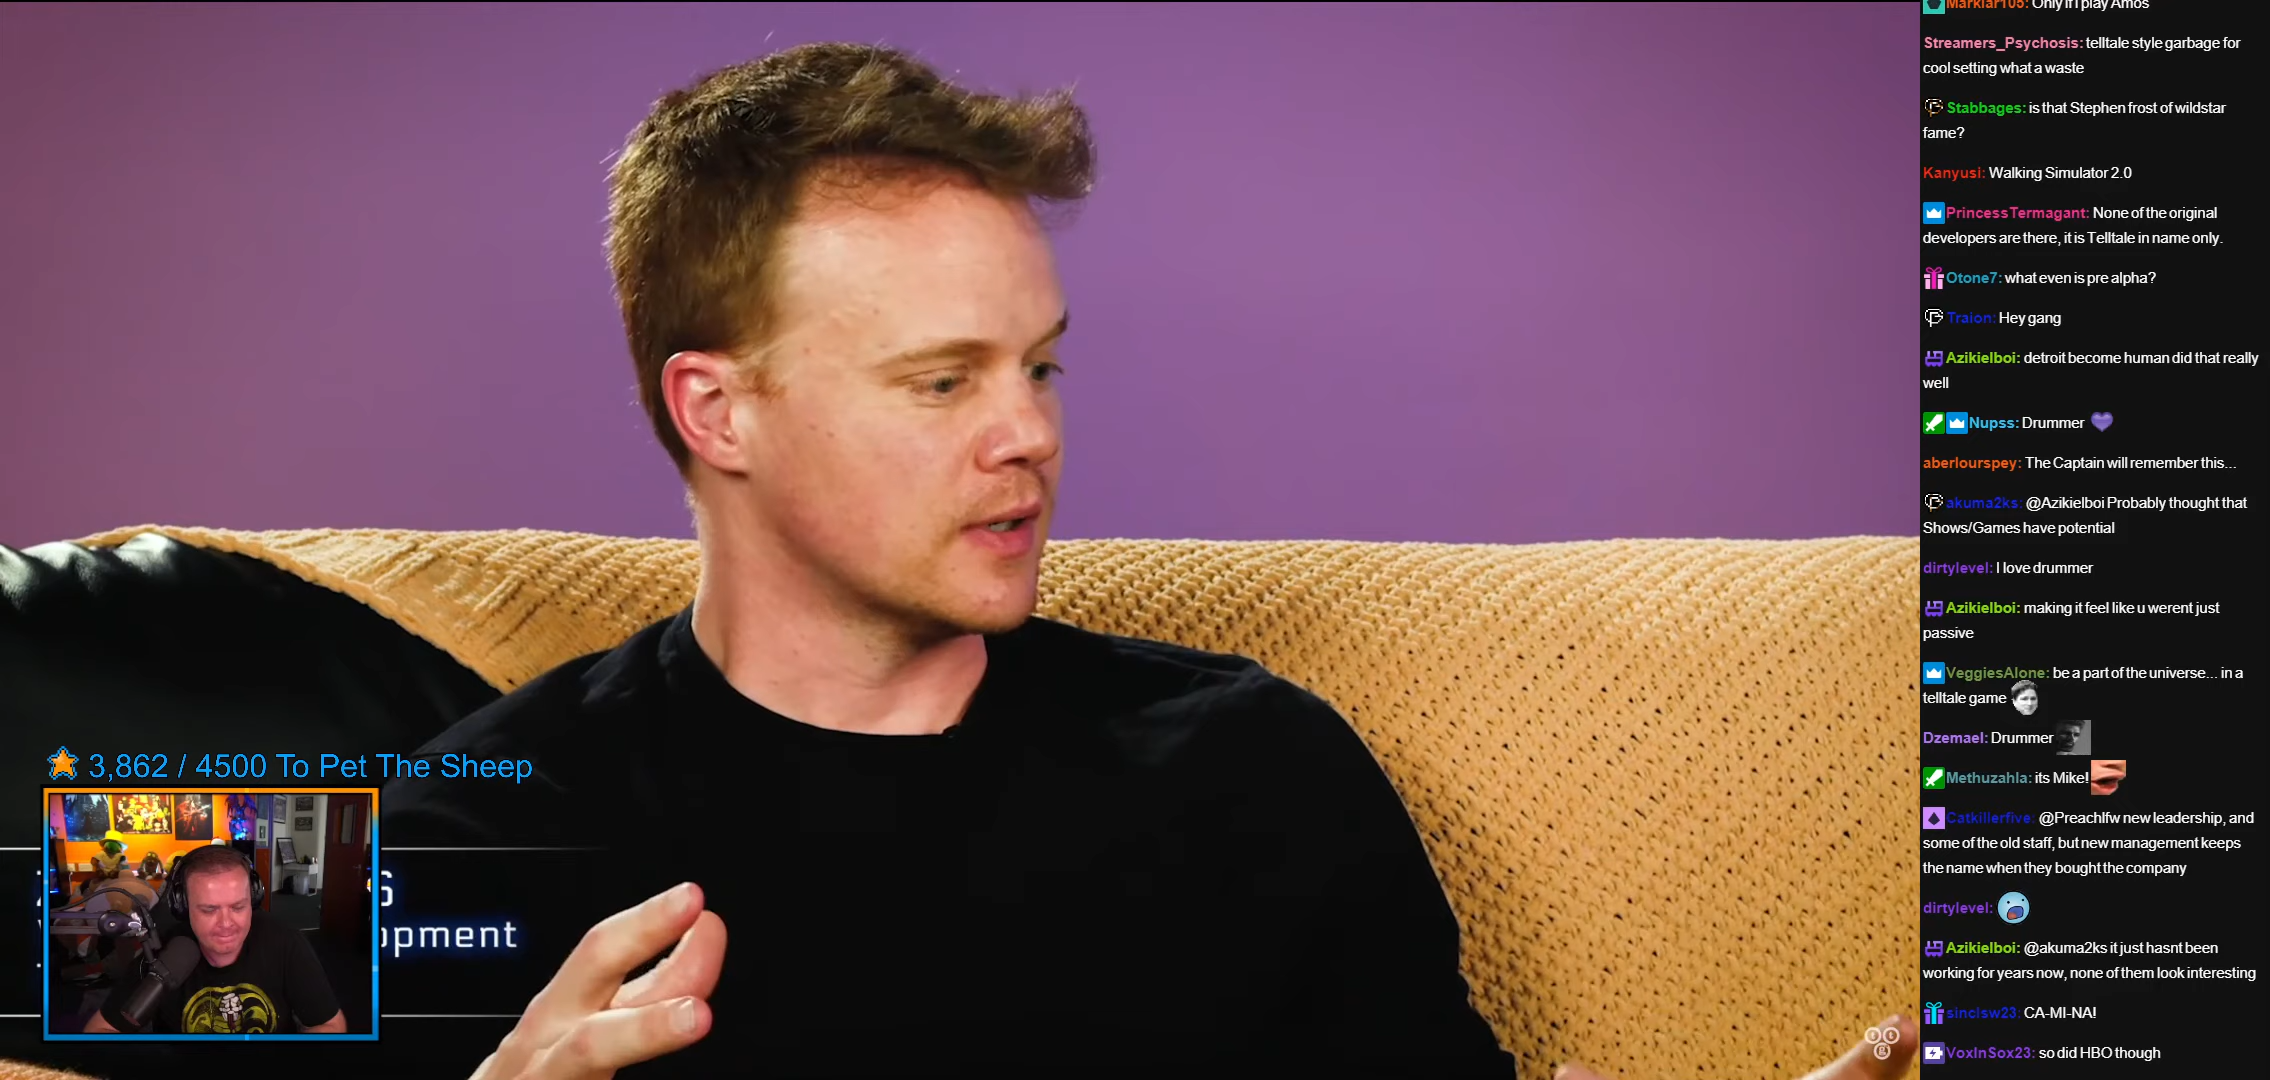 Marklar105: Only if I play Amos
Streamers_Psychosis: telltale style garbage for
cool setting what a waste
Stabbages: is that Stephen frost of wildstar
fame?
Kanyusi: Walking Simulator 2.0
PrincessTermagant: None of the original
developers are there, it is Telltale in name only.
Otone7: what even is pre alpha?
Traion: Hey gang
Azikielboi: detroit become human did that really
well
Nupss: Drummer
aberlourspey: The Captain will remember this...
akuma2ks: @Azikielboi Probably thought that
Shows/Games have potential
dirtylevel: I love drummer
Azikielboi: making it feel like u werent just
passive
VeggiesAlone: be a part of the universe... in a
telltale game
Dzemael: Drummer
Methuzahla: its Mike!
Catkillerfive: @Preachlfw new leadership, and
some of the old staff, but new management keeps
the name when they bought the company
dirtylevel:
Azikielboi: @akuma2ks it just hasnt been
working for years now, none of them look interesting
sinclsw23: CA-MI-NA!
VoxInSox23: so did HBO though
3,862 / 4500 To Pet The Sheep
opment
ttg